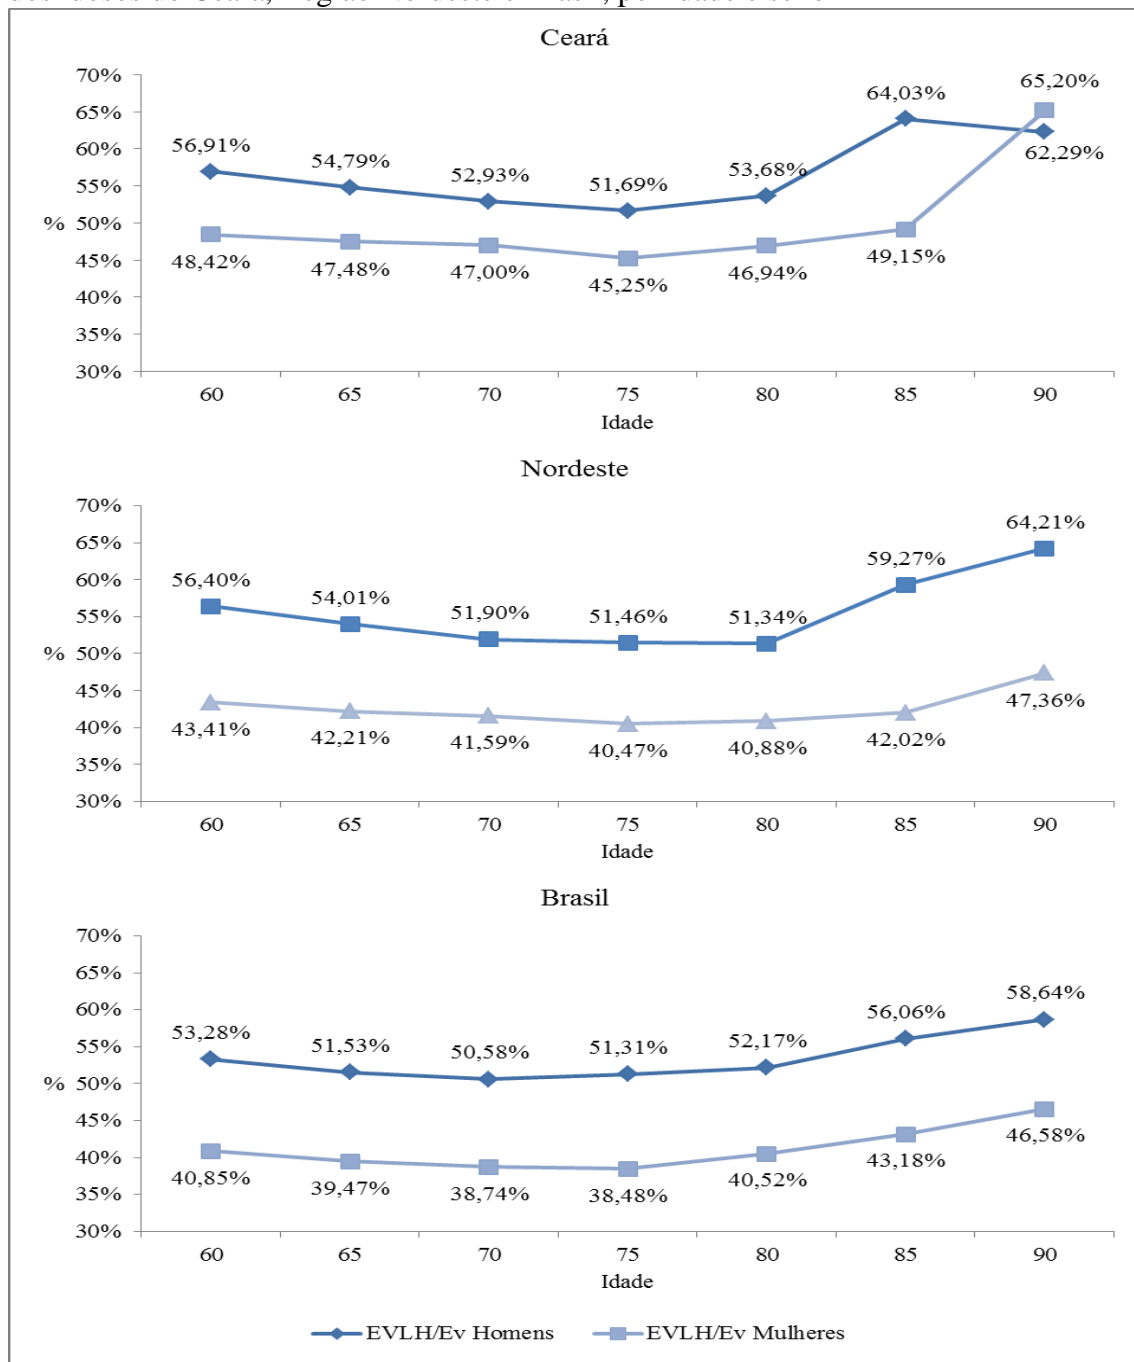 Ceará
70%
65%
60%
55%
50%
45%
40%
35%
30%
%
56,91% 54,79% 52,93% 51,69% 53,68% 64,03% 62,29%
48,42% 47,48% 47,00% 45,25% 46,94% 49,15% 65,20%
60 65 70 75 80 85 90
Idade
Nordeste
70%
65%
60%
55%
50%
45%
40%
35%
30%
%
56,40% 54,01% 51,90% 51,46% 51,34% 59,27% 64,21%
43,41% 42,21% 41,59% 40,47% 40,88% 42,02% 47,36%
60 65 70 75 80 85 90
Idade
Brasil
70%
65%
60%
55%
50%
45%
40%
35%
30%
%
53,28% 51,53% 50,58% 51,31% 52,17% 56,06% 58,64%
40,85% 39,47% 38,74% 38,48% 40,52% 43,18% 46,58%
60 65 70 75 80 85 90
Idade
EVLH/Ev Homens EVLH/Ev Mulheres